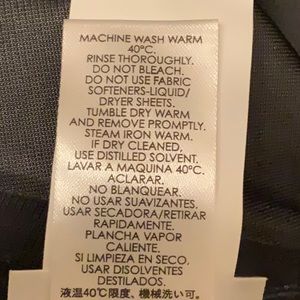 MACHINE WASH WARM
40°C.
RINSE THOROUGHLY.
DO NOT BLEACH.
DO NOT USE FABRIC
SOFTENERS-LIQUID/
DRYER SHEETS.
TUMBLE DRY WARM
AND REMOVE PROMPTLY.
STEAM IRON WARM.
IF DRY CLEANED,
USE DISTILLED SOLVENT.
LAVAR A MAQUINA 40°C.
ACLARAR.
NO BLANQUEAR.
NO USAR SUAVIZANTES.
USAR SECADORA/RETIRAR
RAPIDAMENTE.
PLANCHA VAPOR
CALIENTE.
SI LIMPIEZA EN SECO,
USAR DISOLVENTES
DESTILADOS.
液温40℃限度、機械洗い可。